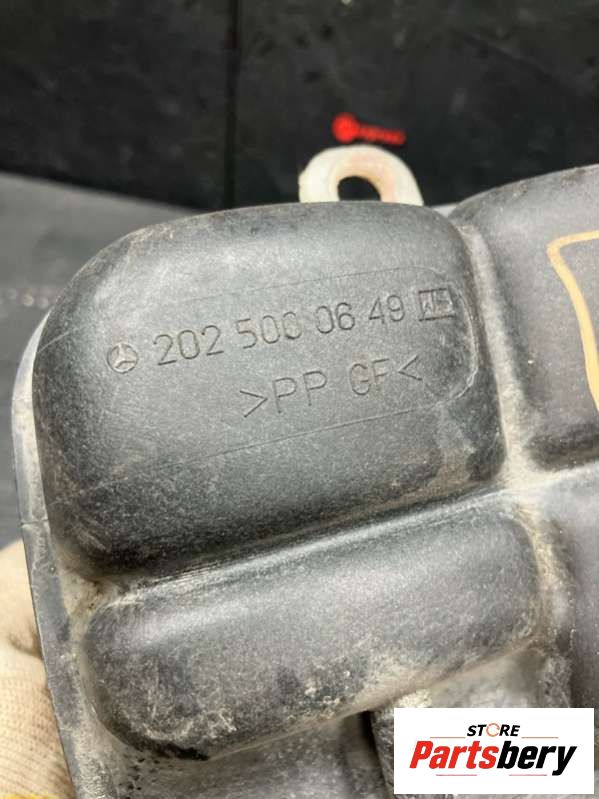 202 500 06 49
>PP GF<
STORE
Partsbery